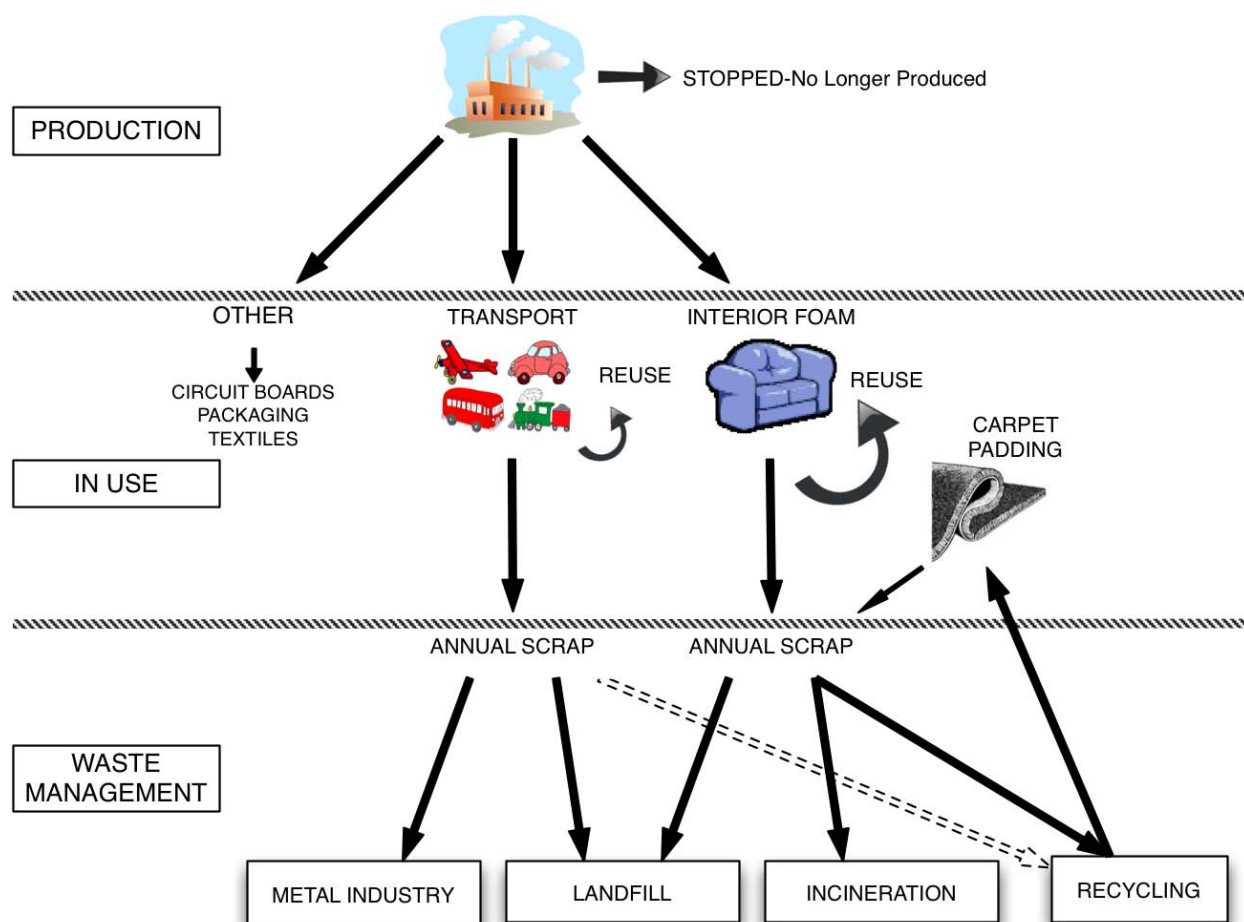 STOPPED-No Longer Produced
PRODUCTION
OTHER
TRANSPORT
INTERIOR FOAM
REUSE
REUSE
CIRCUIT BOARDS
PACKAGING
TEXTILES
CARPET
PADDING
IN USE
ANNUAL SCRAP
ANNUAL SCRAP
WASTE
MANAGEMENT
METAL INDUSTRY
LANDFILL
INCINERATION
RECYCLING